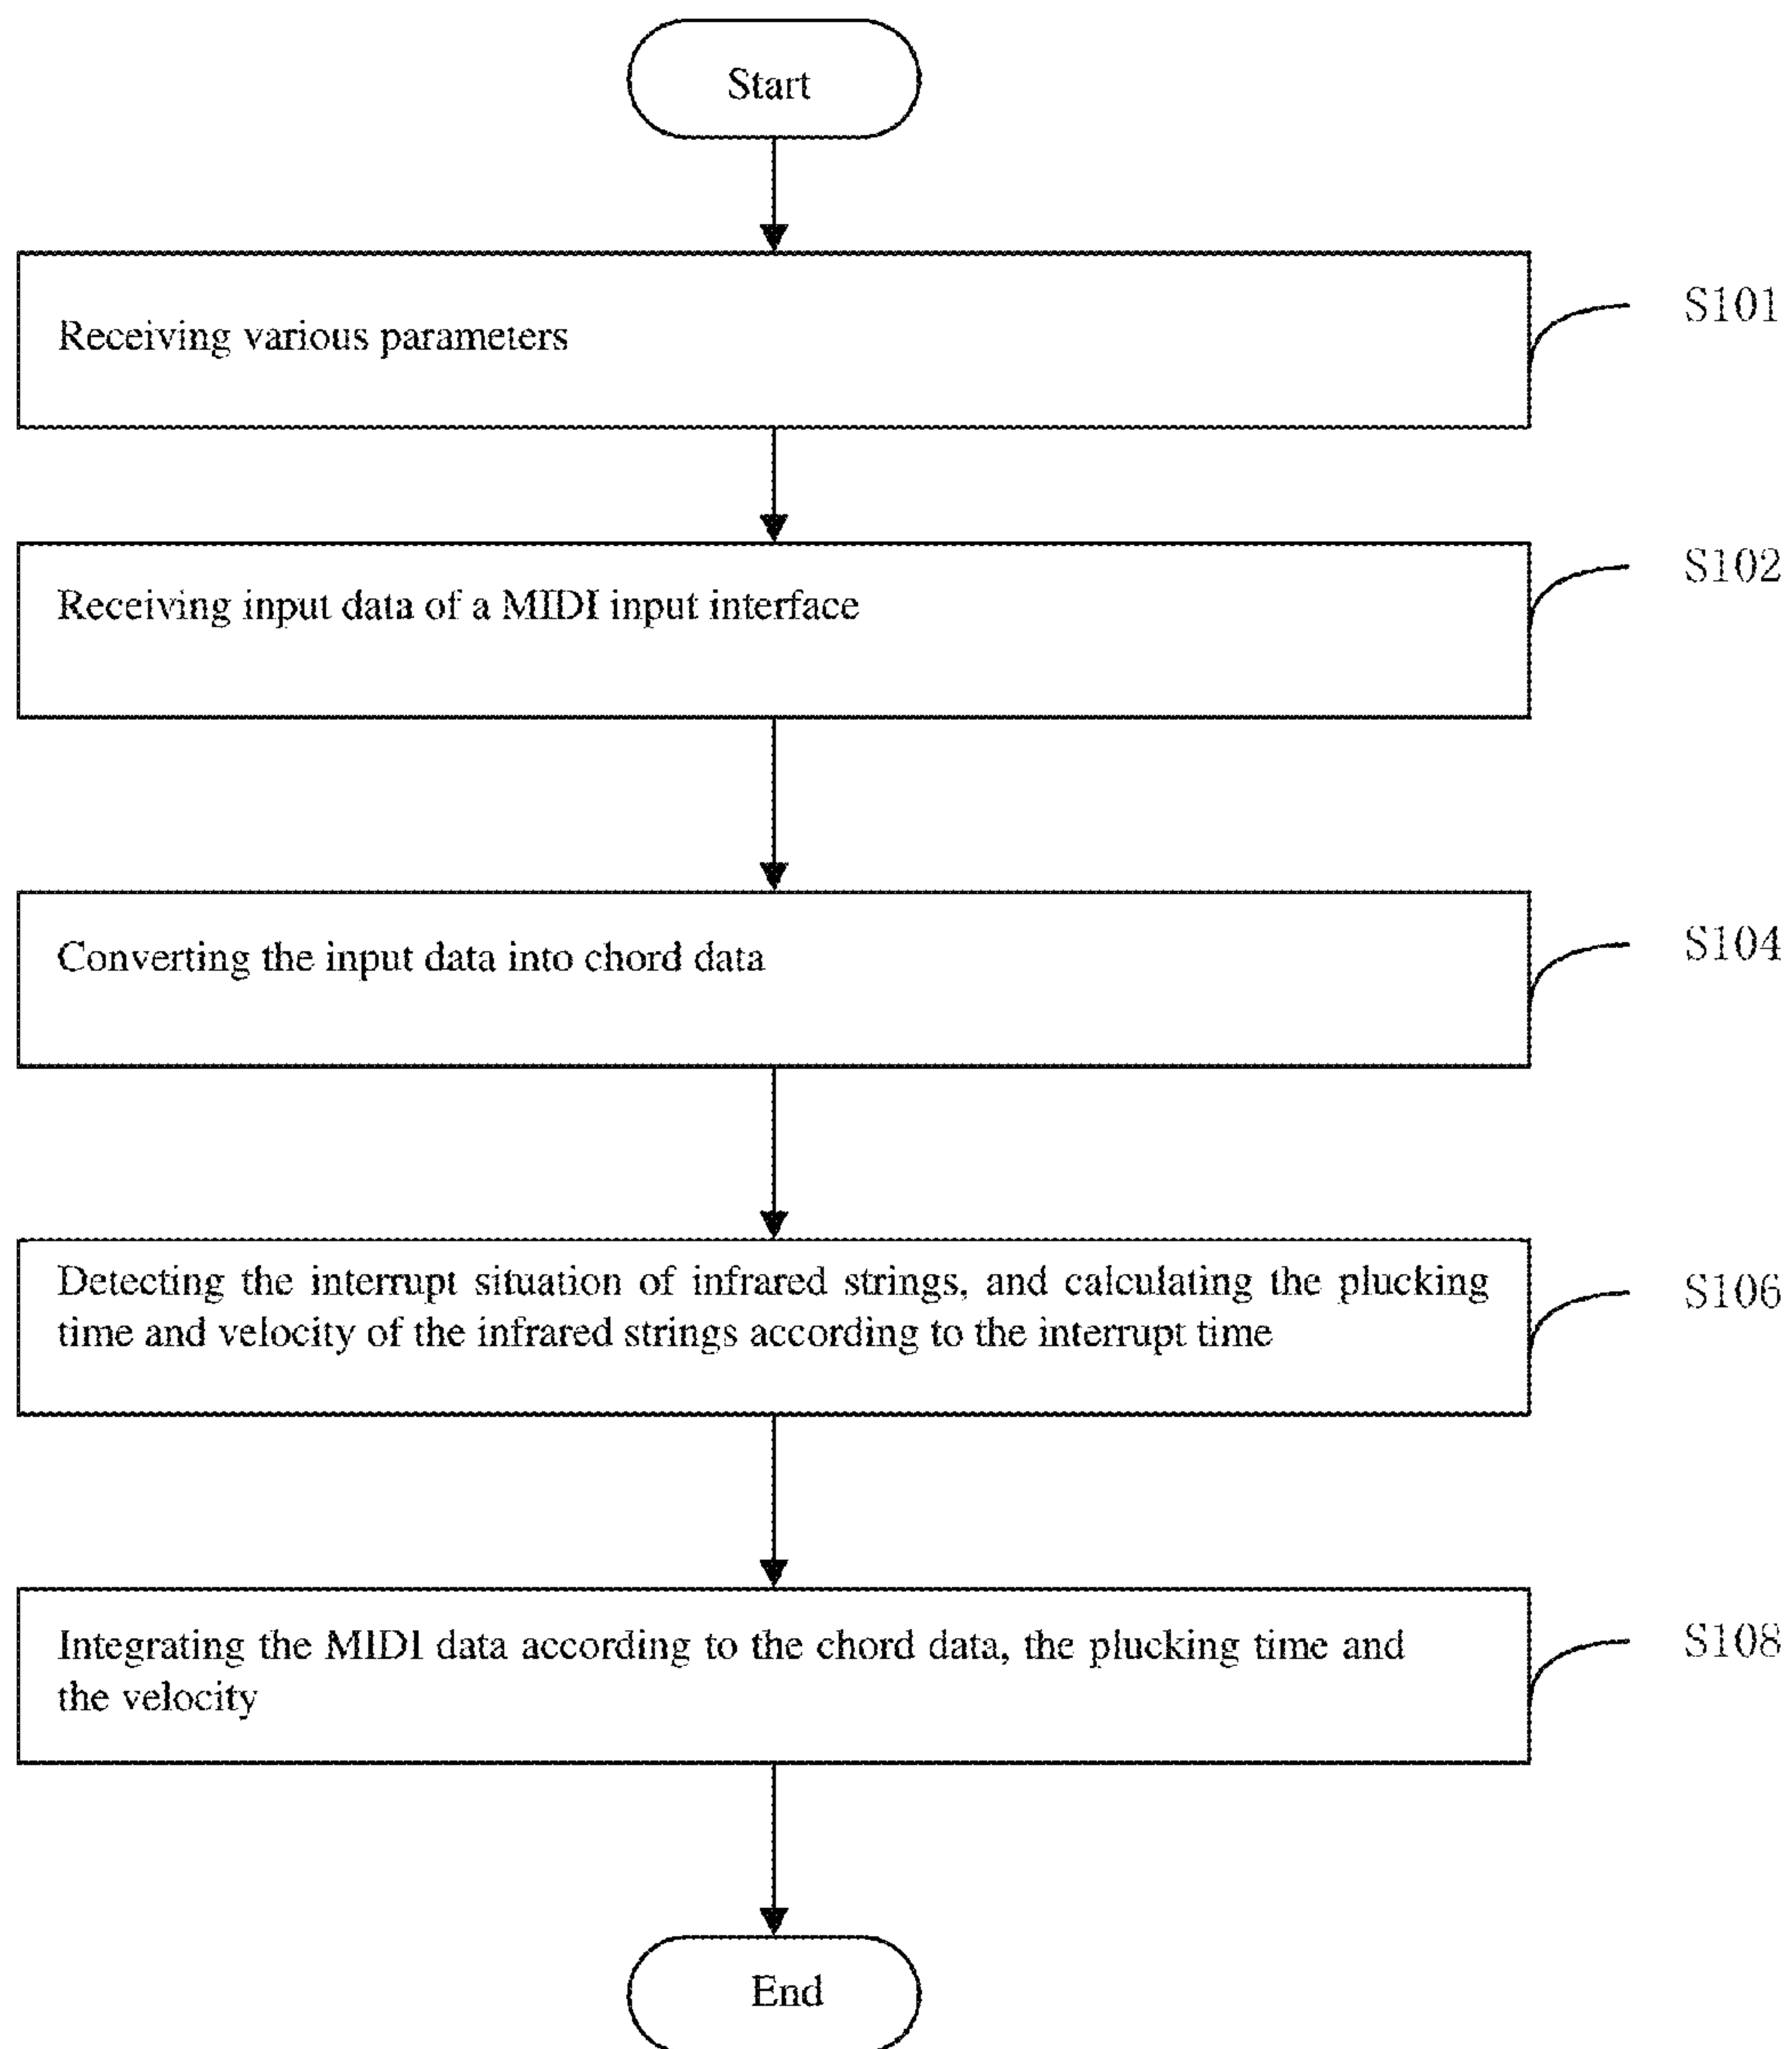 Start
Receiving various parameters
S101
Receiving input data of a MIDI input interface
S102
Converting the input data into chord data
S104
Detecting the interrupt situation of infrared strings, and calculating the plucking
time and velocity of the infrared strings according to the interrupt time
S106
Integrating the MIDI data according to the chord data, the plucking time and
the velocity
S108
End